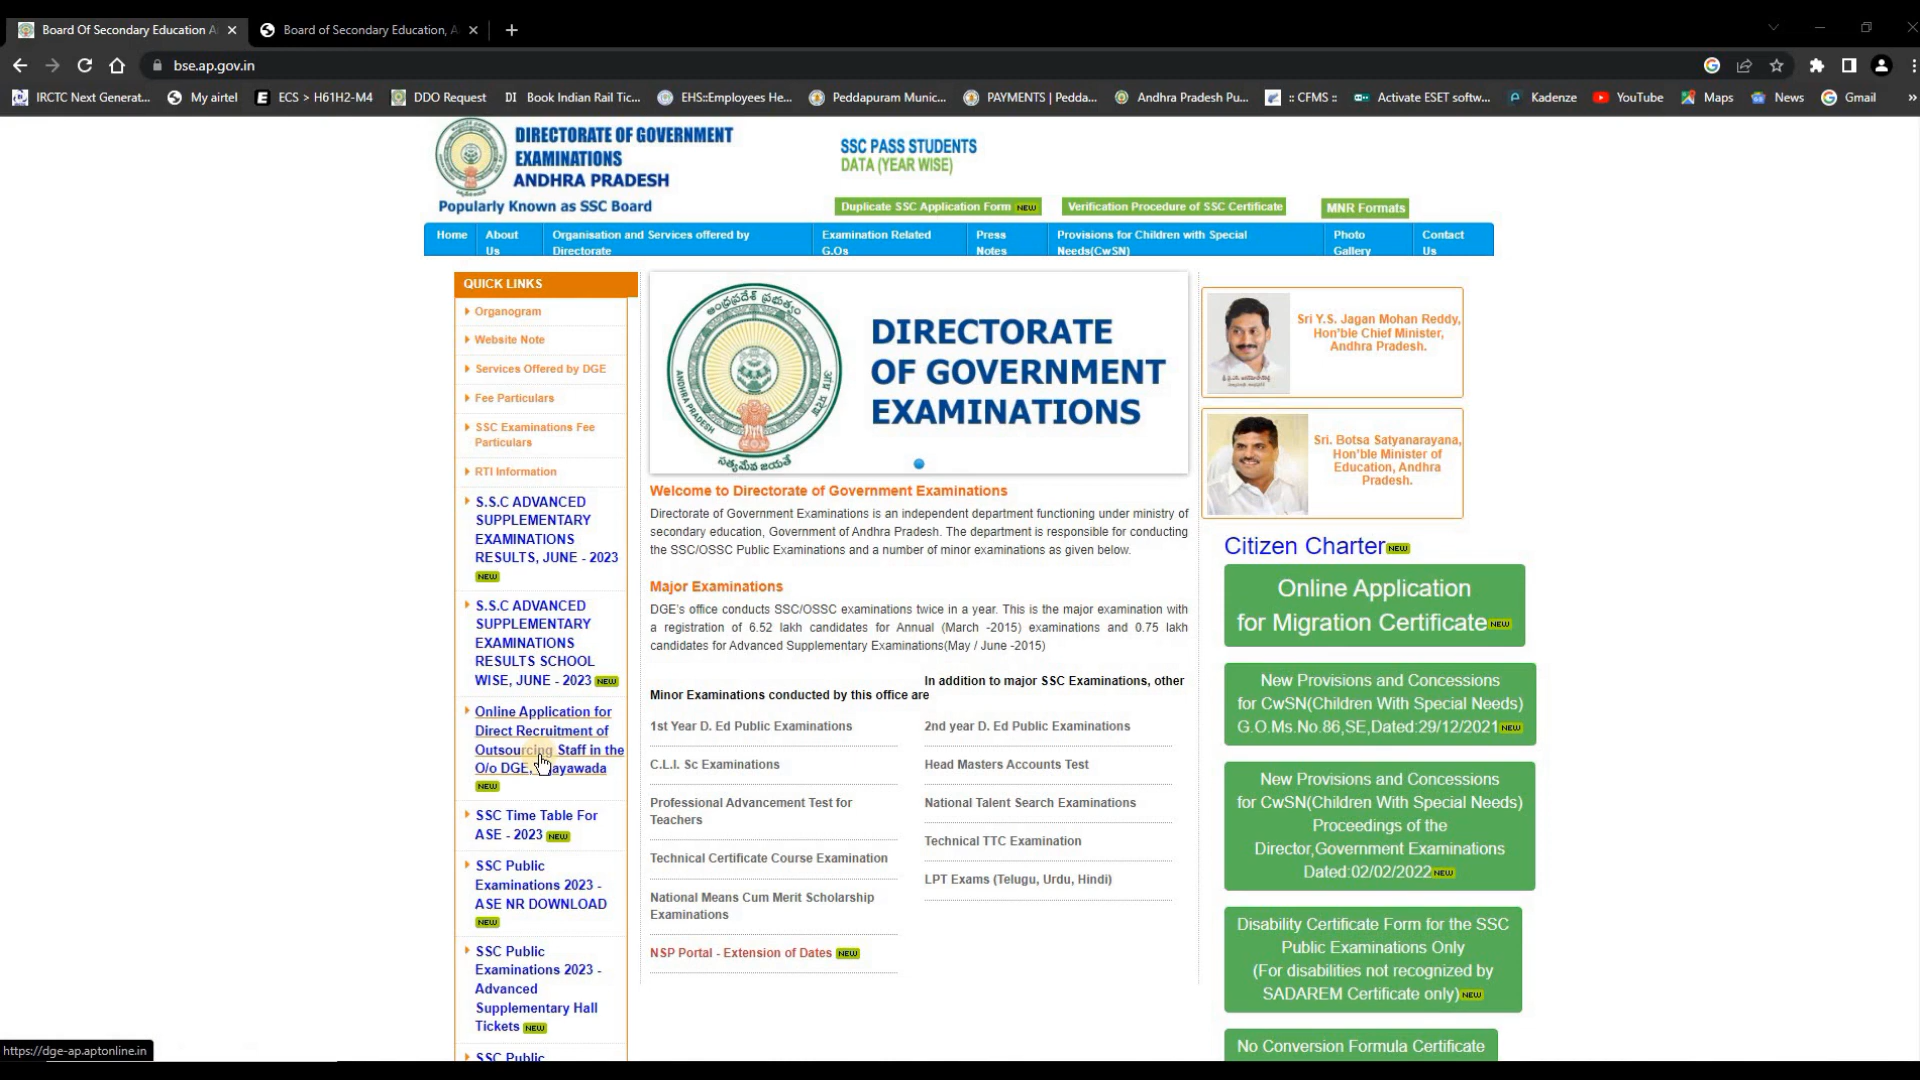 Board Of Secondary Education A
Board of Secondary Education, A
bse.ap.gov.in
IRCTC Next Generat...
My airtel
ECS > H61H2-M4
DDO Request
DI Book Indian Rail Tic...
EHS::Employees He...
Peddapuram Munic...
PAYMENTS | Pedda...
Andhra Pradesh Pu...
:: CFMS ::
Activate ESET softw...
Kadenze
YouTube
Maps
News
Gmail
DIRECTORATE OF GOVERNMENT
EXAMINATIONS
ANDHRA PRADESH
Popularly Known as SSC Board
SSC PASS STUDENTS
DATA (YEAR WISE)
Duplicate SSC Application Form NEW
Verification Procedure of SSC Certificate
MNR Formats
Home
About
Us
Organisation and Services offered by
Directorate
Examination Related
G.Os
Press
Notes
Provisions for Children with Special
Needs(CwSN)
Photo
Gallery
Contact
Us
QUICK LINKS
Organogram
Website Note
Services Offered by DGE
Fee Particulars
SSC Examinations Fee
Particulars
RTI Information
S.S.C ADVANCED
SUPPLEMENTARY
EXAMINATIONS
RESULTS, JUNE - 2023
NEW
S.S.C ADVANCED
SUPPLEMENTARY
EXAMINATIONS
RESULTS SCHOOL
WISE, JUNE - 2023 NEW
Online Application for
Direct Recruitment of
Outsourcing Staff in the
O/o DGE,
NEW
SSC Time Table For
ASE - 2023 NEW
SSC Public
Examinations 2023 -
ASE NR DOWNLOAD
NEW
SSC Public
Examinations 2023 -
Advanced
Supplementary Hall
Tickets NEW
SSC Public
ఆంధ్రప్రదేశ్ ప్రభుత్వం
ANDHRA PRADESH
आंध्र प्रदेश
సత్యమేవ జయతే
DIRECTORATE
OF GOVERNMENT
EXAMINATIONS
Welcome to Directorate of Government Examinations
Directorate of Government Examinations is an independent department functioning under ministry of
secondary education, Government of Andhra Pradesh. The department is responsible for conducting
the SSC/OSSC Public Examinations and a number of minor examinations as given below.
Major Examinations
DGE's office conducts SSC/OSSC examinations twice in a year. This is the major examination with
a registration of 6.52 lakh candidates for Annual (March -2015) examinations and 0.75 lakh
candidates for Advanced Supplementary Examinations(May / June -2015)
In addition to major SSC Examinations, other
Minor Examinations conducted by this office are
1st Year D. Ed Public Examinations
2nd year D. Ed Public Examinations
C.L.I. Sc Examinations
Head Masters Accounts Test
Professional Advancement Test for
Teachers
National Talent Search Examinations
Technical TTC Examination
Technical Certificate Course Examination
LPT Exams (Telugu, Urdu, Hindi)
National Means Cum Merit Scholarship
Examinations
NSP Portal - Extension of Dates NEW
Sri Y.S. Jagan Mohan Reddy,
Hon'ble Chief Minister,
Andhra Pradesh.
Sri. Botsa Satyanarayana,
Hon'ble Minister of
Education, Andhra
Pradesh.
Citizen Charter NEW
Online Application
for Migration Certificate NEW
New Provisions and Concessions
for CwSN(Children With Special Needs)
G.O.Ms.No.86,SE,Dated:29/12/2021 NEW
New Provisions and Concessions
for CwSN(Children With Special Needs)
Proceedings of the
Director,Government Examinations
Dated:02/02/2022 NEW
Disability Certificate Form for the SSC
Public Examinations Only
(For disabilities not recognized by
SADAREM Certificate only) NEW
No Conversion Formula Certificate
https://dge-ap.aptonline.in